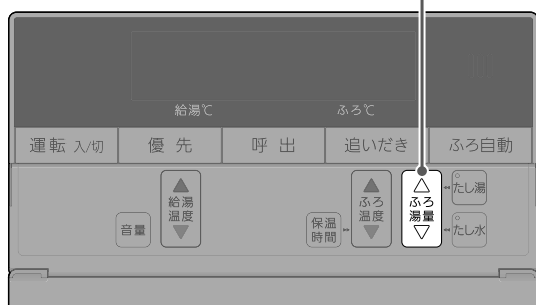 給湯℃ ふろ℃
運転 入/切 優先 呼出 追いだき ふろ自動
音量
▲
給湯
温度
▼
保温
時間
▲
ふろ
温度
▼
△
ふろ
湯量
▽
たし湯
たし水